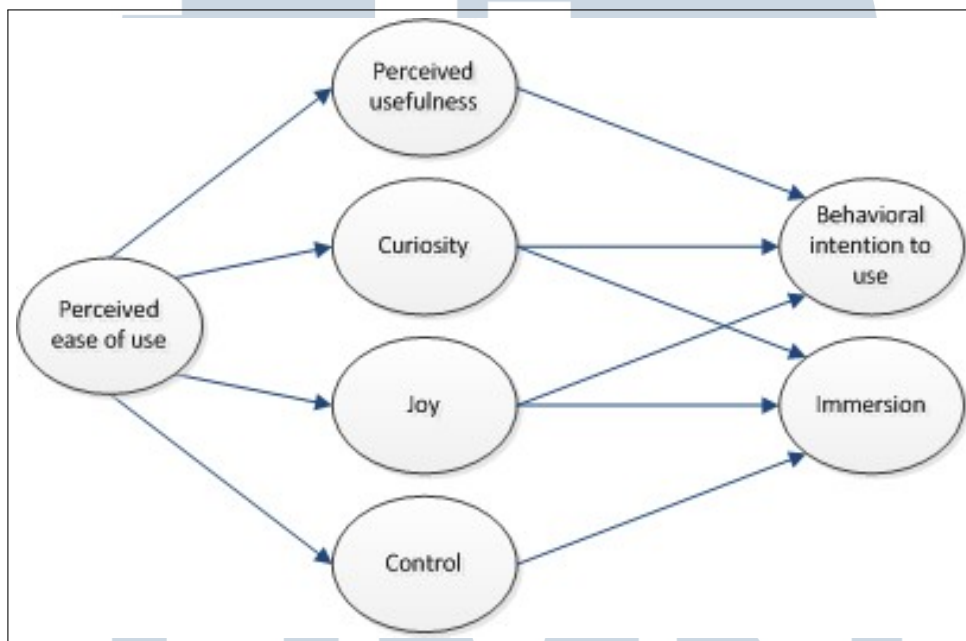 Perceived
usefulness
Curiosity
Behavioral
intention to
use
Perceived
ease of use
Joy
Immersion
Control